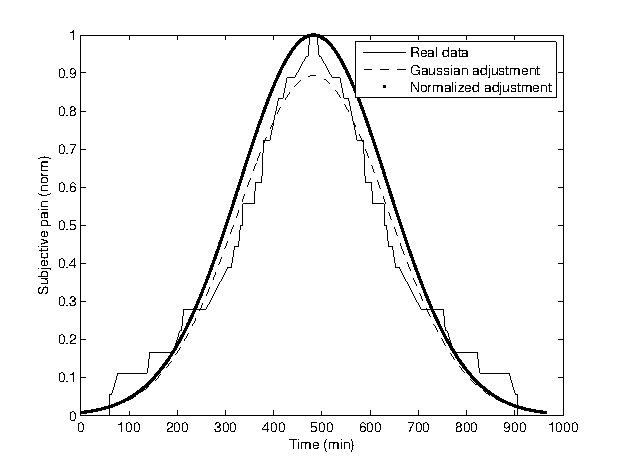 Real data
Gaussian adjustment
Normalized adjustment
1
0.9
0.8
0.7
0.6
0.5
0.4
0.3
0.2
0.1
0
Subjective pain (norm)
0 100 200 300 400 500 600 700 800 900 1000
Time (min)